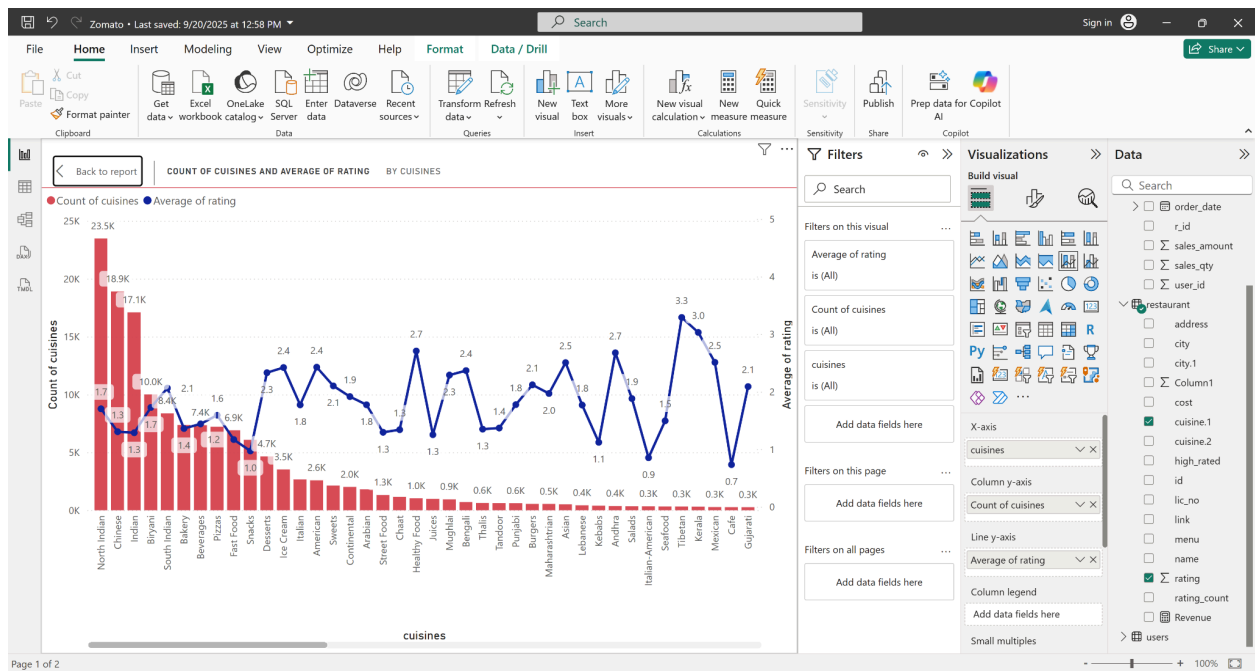 Zomato • Last saved: 9/20/2025 at 12:58 PM
Search
Sign in
File Home Insert Modeling View Optimize Help Format Data / Drill
Share
Paste
Cut
Copy
Format painter
Clipboard
Get data
Excel workbook
OneLake catalog
SQL Server
Enter data
Dataverse
Recent sources
Data
Transform data
Refresh
Queries
New visual
Text box
More visuals
Insert
New visual calculation
New measure
Quick measure
Calculations
Sensitivity
Sensitivity
Publish
Share
Prep data for AI
Copilot
Copilot
Back to report
COUNT OF CUISINES AND AVERAGE OF RATING BY CUISINES
Count of cuisines Average of rating
Count of cuisines
25K
20K
15K
10K
5K
0K
23.5K
18.9K
17.1K
10.0K
8.4K
7.4K
6.9K
4.7K
3.5K
2.6K
2.0K
1.3K
1.0K
0.9K
0.6K
0.6K
0.5K
0.4K
0.4K
0.3K
0.3K
0.3K
0.3K
1.7
1.3
1.3
1.7
2.1
1.4
1.6
1.2
1.0
2.3
2.4
1.8
2.4
2.1
1.9
1.8
1.3
1.3
2.7
1.3
2.3
2.4
1.3
1.4
1.8
2.1
2.0
2.5
1.8
1.1
2.7
1.9
0.9
1.5
3.3
3.0
2.5
0.7
2.1
5
4
3
2
1
0
Average of rating
North Indian
Chinese
Indian
Biryani
South Indian
Bakery
Beverages
Pizzas
Fast Food
Snacks
Desserts
Ice Cream
Italian
American
Sweets
Continental
Arabian
Street Food
Chaat
Healthy Food
Juices
Mughlai
Bengali
Thalis
Tandoor
Punjabi
Burgers
Maharashtrian
Asian
Lebanese
Kebabs
Andhra
Salads
Italian-American
Seafood
Tibetan
Kerala
Mexican
Cafe
Gujarati
cuisines
Filters
Search
Filters on this visual
Average of rating
is (All)
Count of cuisines
is (All)
cuisines
is (All)
Add data fields here
Filters on this page
Add data fields here
Filters on all pages
Add data fields here
Visualizations
Build visual
123
R
Py
123
X-axis
cuisines
Column y-axis
Count of cuisines
Line y-axis
Average of rating
Column legend
Add data fields here
Small multiples
Data
Search
order_date
r_id
sales_amount
sales_qty
user_id
restaurant
address
city
city.1
Column1
cost
cuisine.1
cuisine.2
high_rated
id
lic_no
link
menu
name
rating
rating_count
Revenue
users
DAX
TMDL
Page 1 of 2
100%